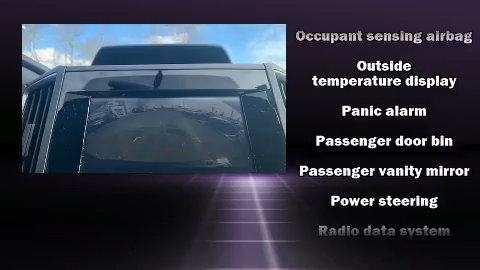 Occupant sensing airbag
Outside
temperature display
Panic alarm
Passenger door bin
Passenger vanity mirror
Power steering
Radio data system